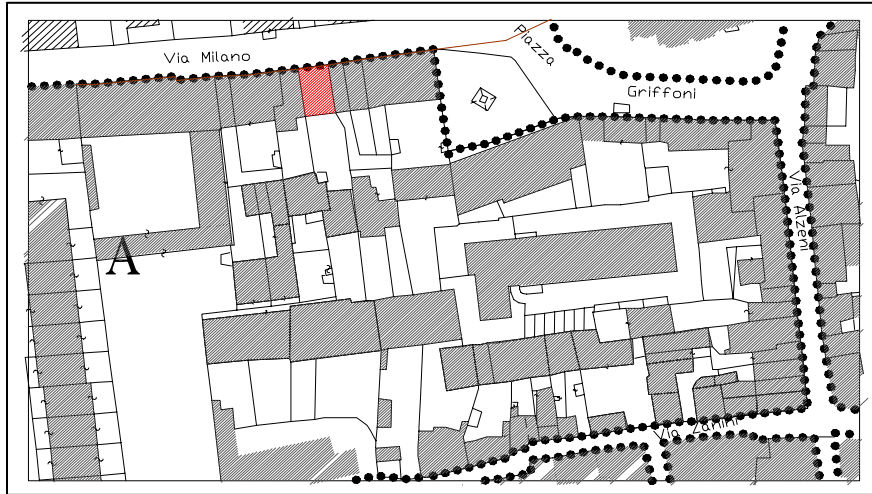 Via Milano
Piazza
Griffoni
Via Alzeni
A
Via Zanini